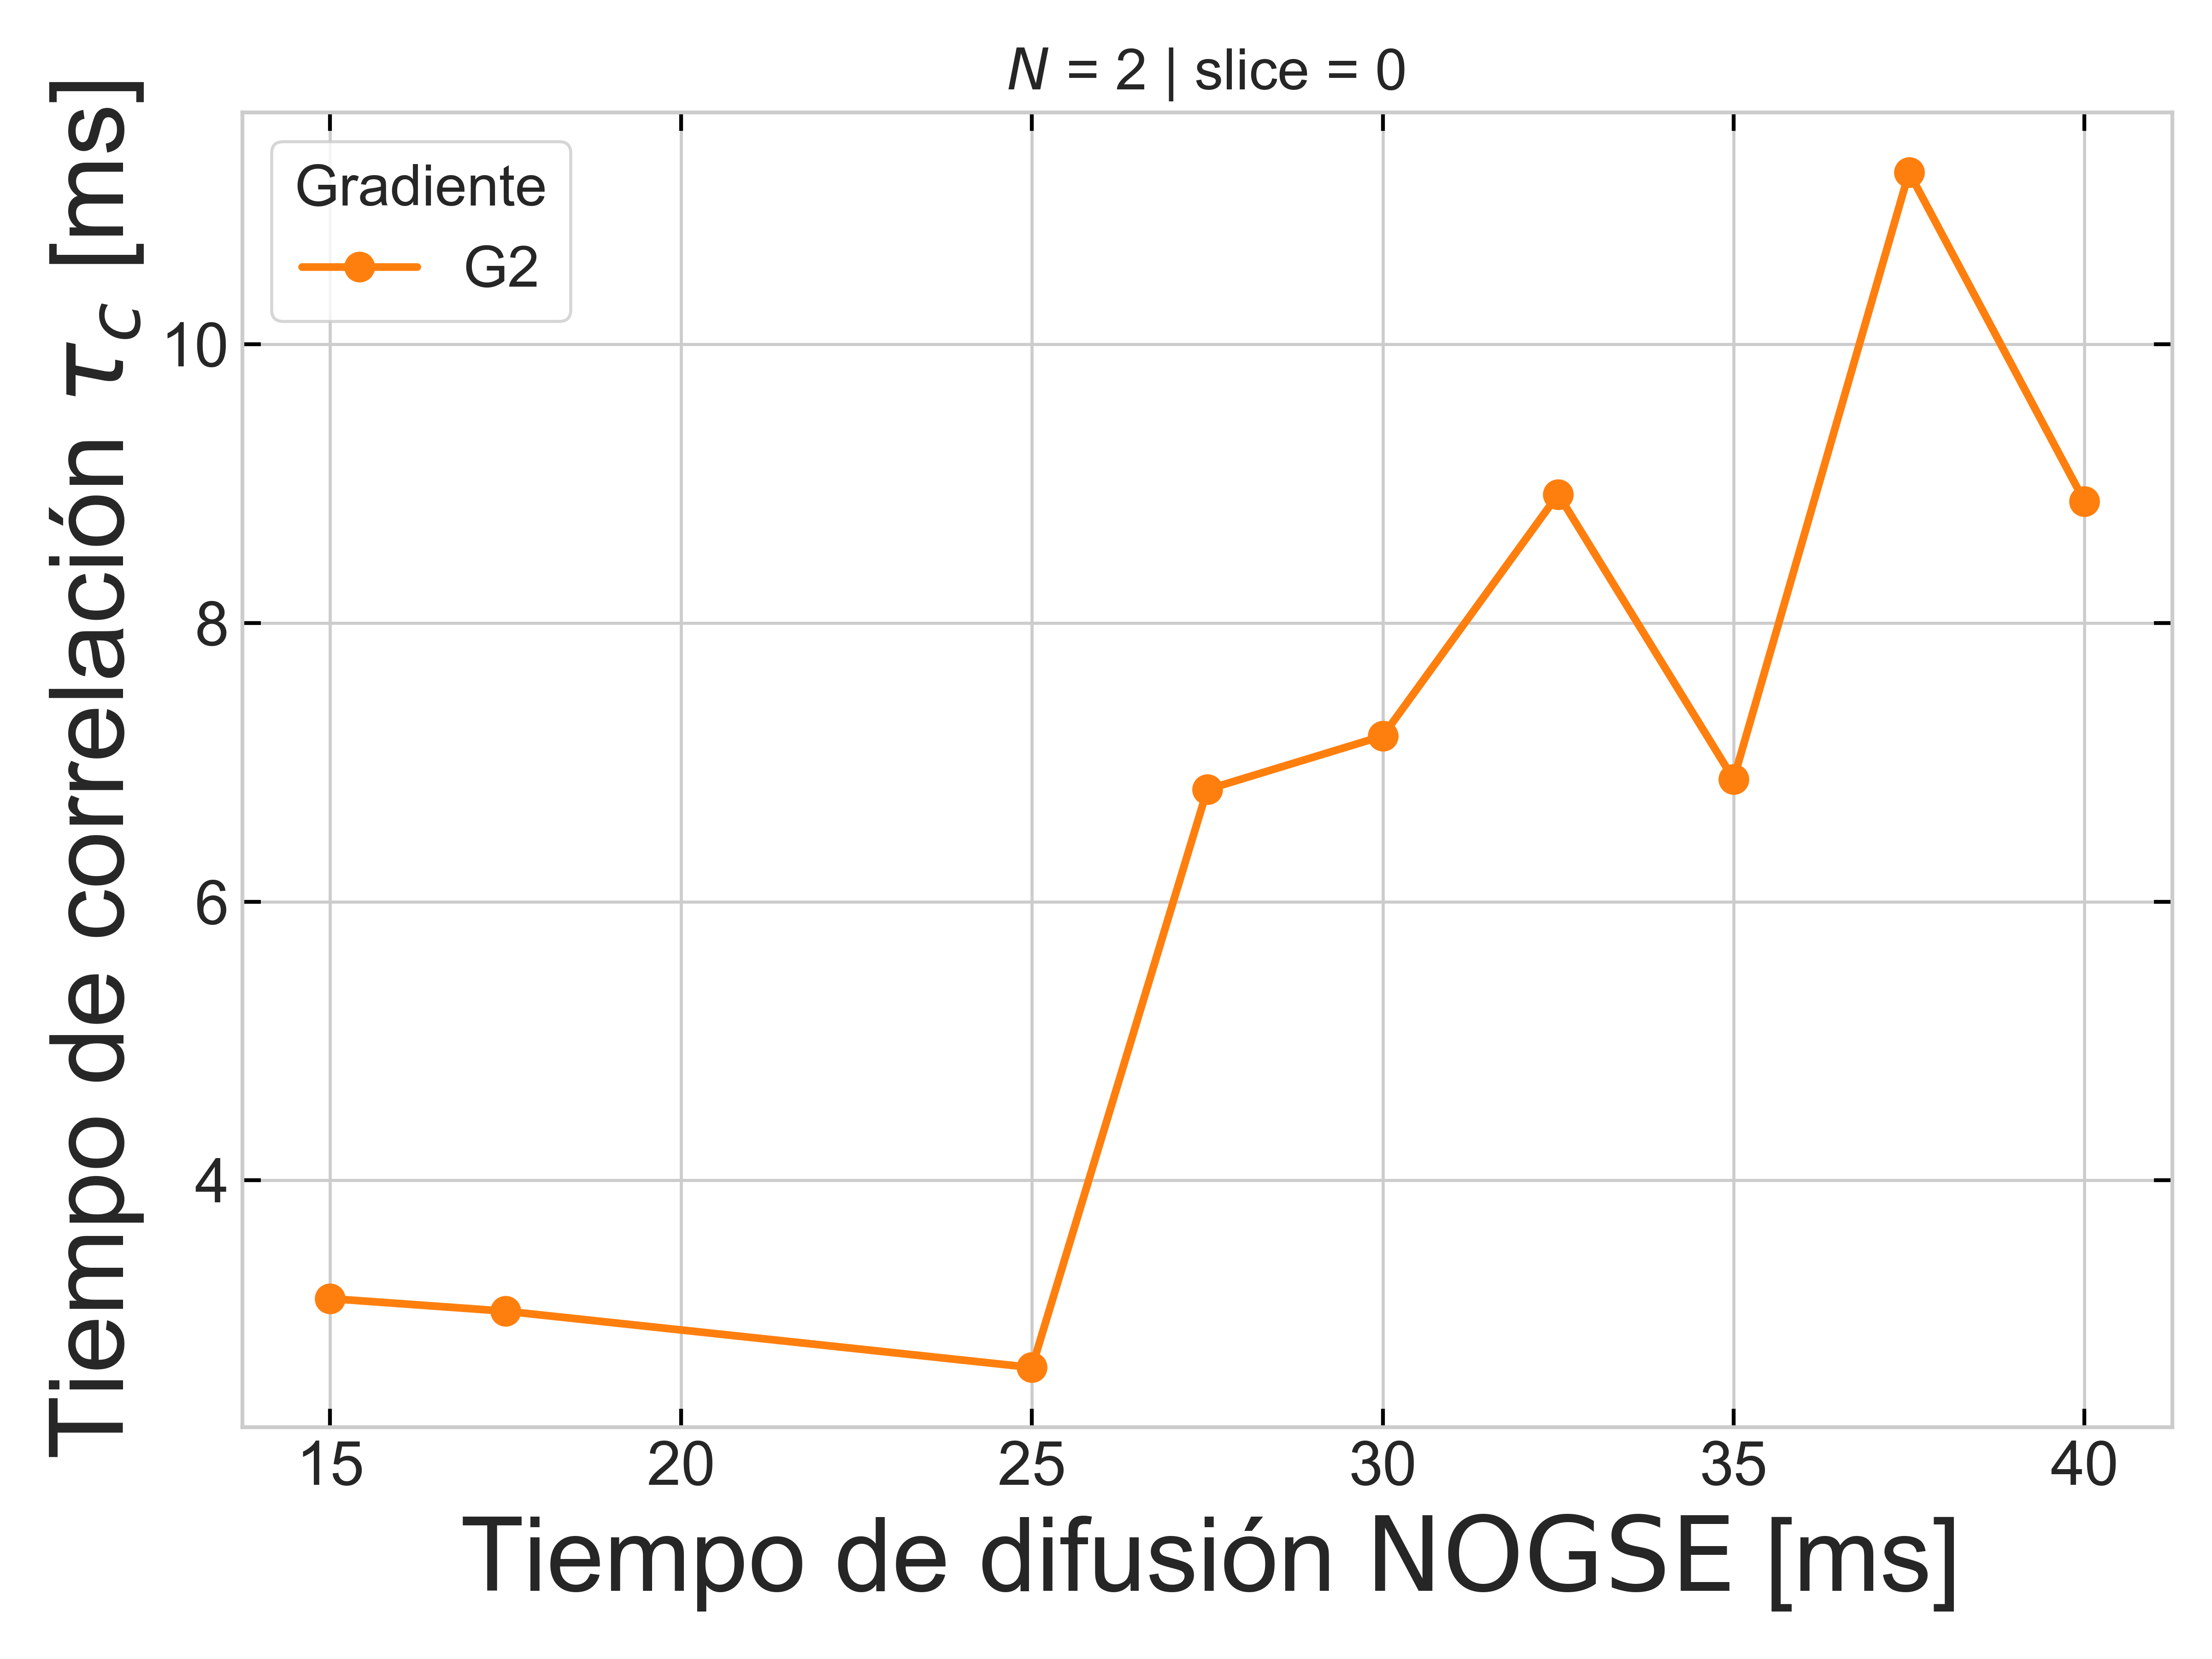 N = 2 | slice = 0
Gradiente
G2
Tiempo de correlación τc [ms]
10
8
6
4
15 20 25 30 35 40
Tiempo de difusión NOGSE [ms]